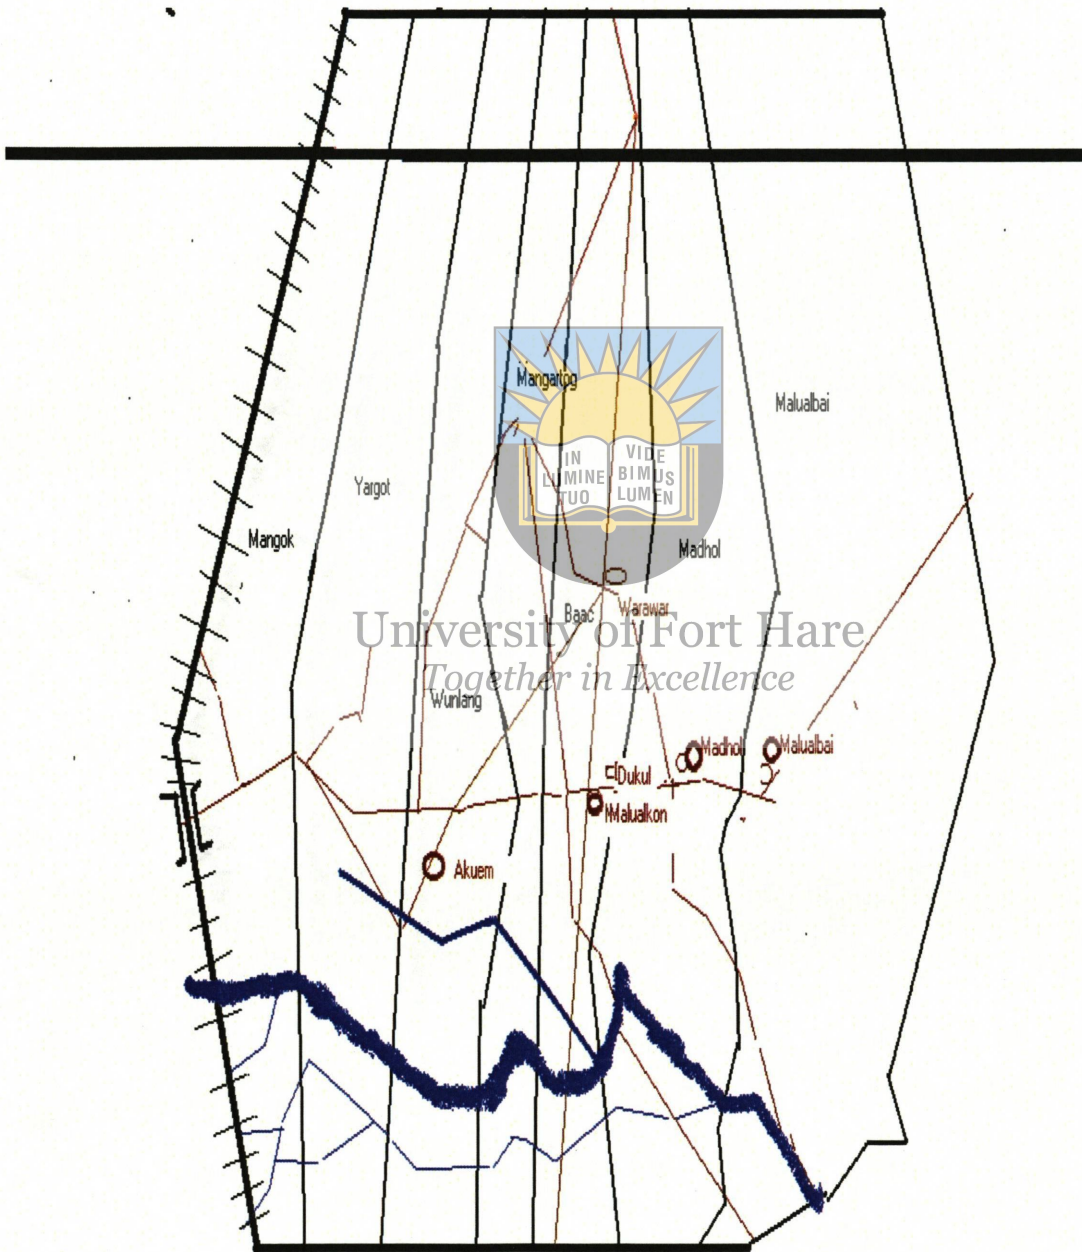 Mangartog
Malualbai
IN
LUMINE
TUO
VIDE
BIMUS
LUMEN
Yargot
Mangok
Madhol
Baac
Warawar
University of Fort Hare
Together in Excellence
Wunlang
Madhol
Malualbai
Dukul
Malualkon
Akuem